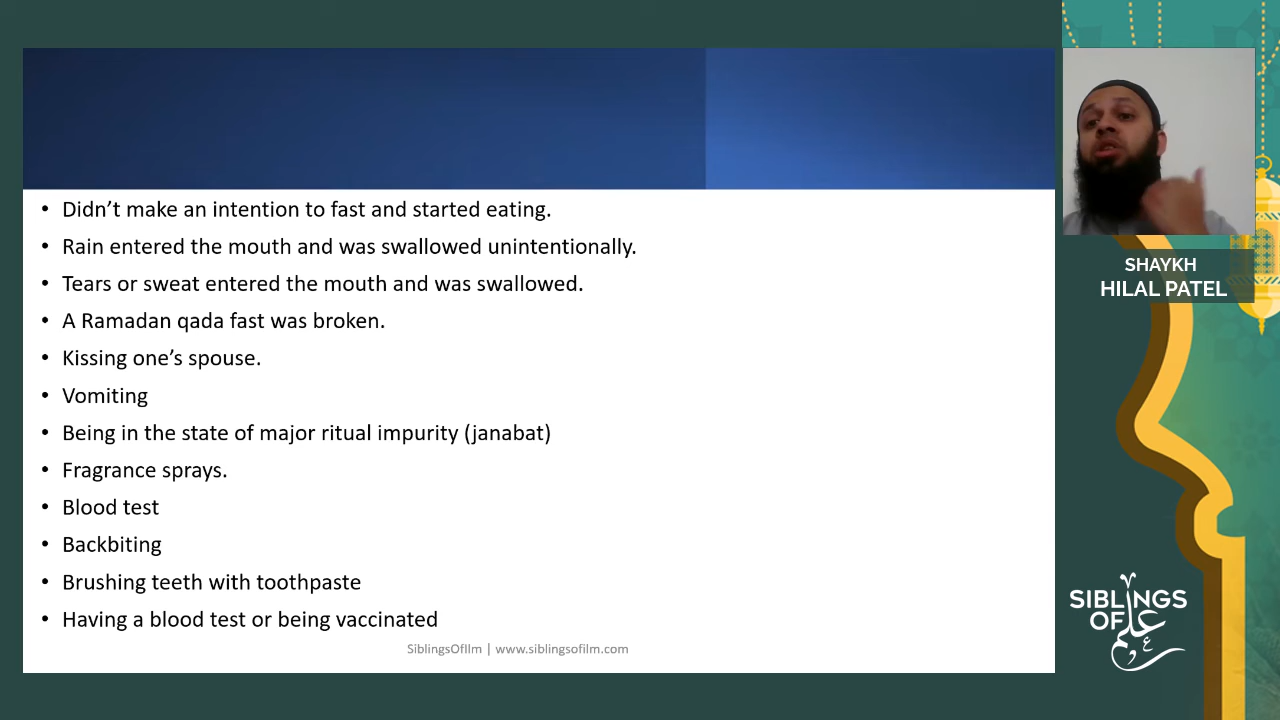 • Didn’t make an intention to fast and started eating.
• Rain entered the mouth and was swallowed unintentionally.
• Tears or sweat entered the mouth and was swallowed.
• A Ramadan qada fast was broken.
• Kissing one’s spouse.
• Vomiting
• Being in the state of major ritual impurity (janabat)
• Fragrance sprays.
• Blood test
• Backbiting
• Brushing teeth with toothpaste
• Having a blood test or being vaccinated
SiblingsOfIlm | www.siblingsofilm.com
SHAYKH
HILAL PATEL
SIBLINGS
OF علم